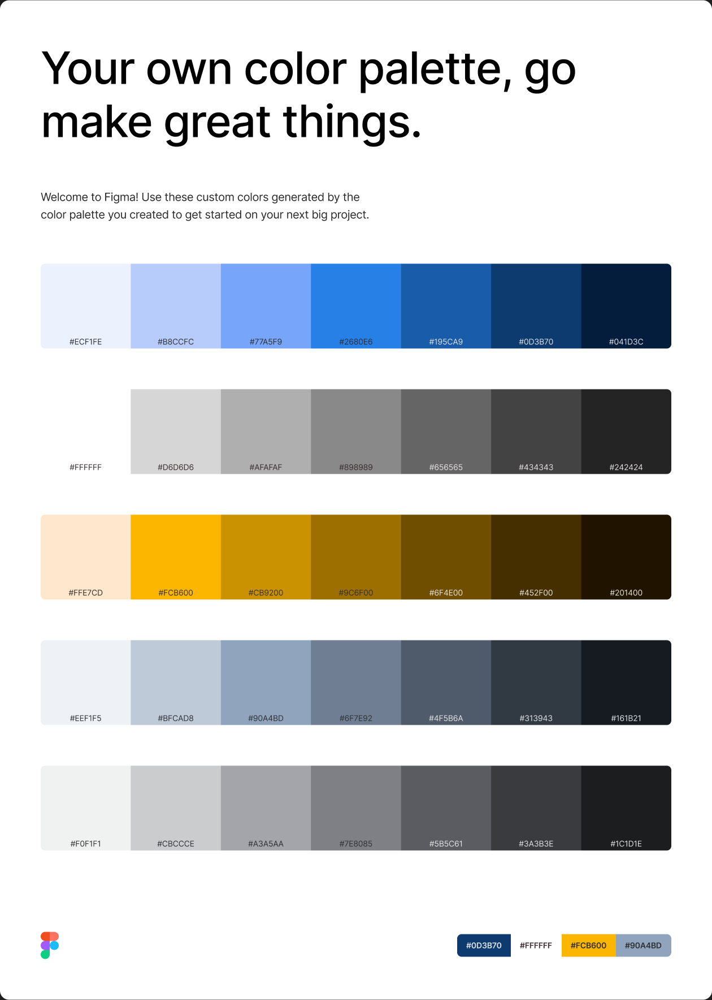 Your own color palette, go
make great things.
Welcome to Figma! Use these custom colors generated by the
color palette you created to get started on your next big project.
#ECF1FE #B8CCFC #77A5F9 #2680E6 #195CA9 #0D3B70 #041D3C
#FFFFFF #D6D6D6 #AFAFAF #898989 #656565 #434343 #242424
#FFE7CD #FCB600 #CB9200 #9C6F00 #6F4E00 #452F00 #201400
#EEF1F5 #BFCAD8 #90A4BD #6F7E92 #4F5B6A #313943 #161B21
#F0F1F1 #CBCCCE #A3A5AA #7E8085 #5B5C61 #3A3B3E #1C1D1E
#0D3B70 #FFFFFF #FCB600 #90A4BD